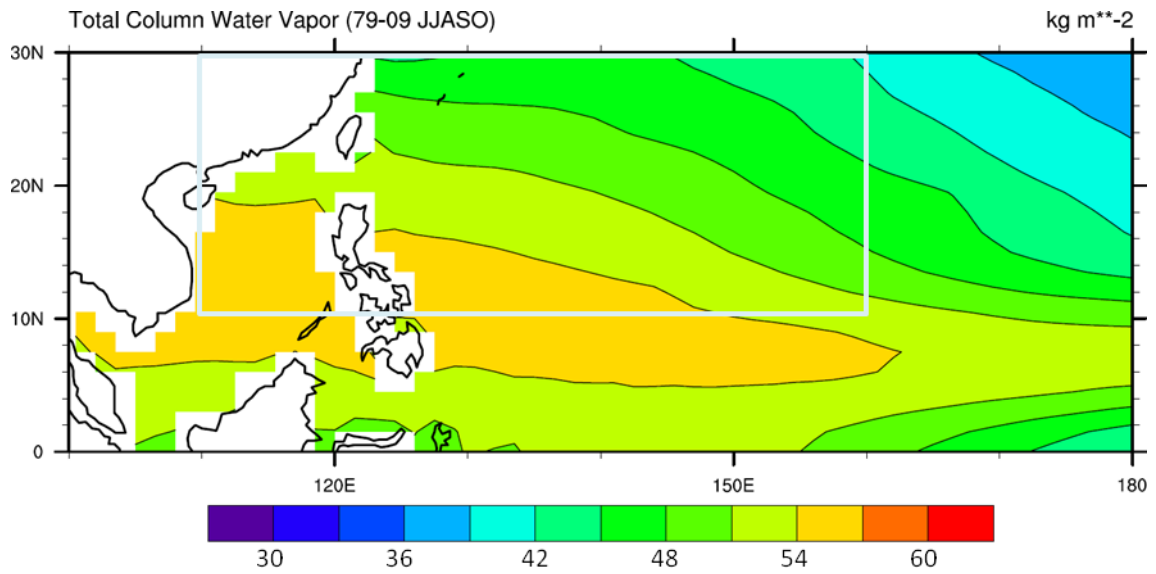 Total Column Water Vapor (79-09 JJASO) kg m**-2
30N
20N
10N
0
120E 150E 180
30 36 42 48 54 60